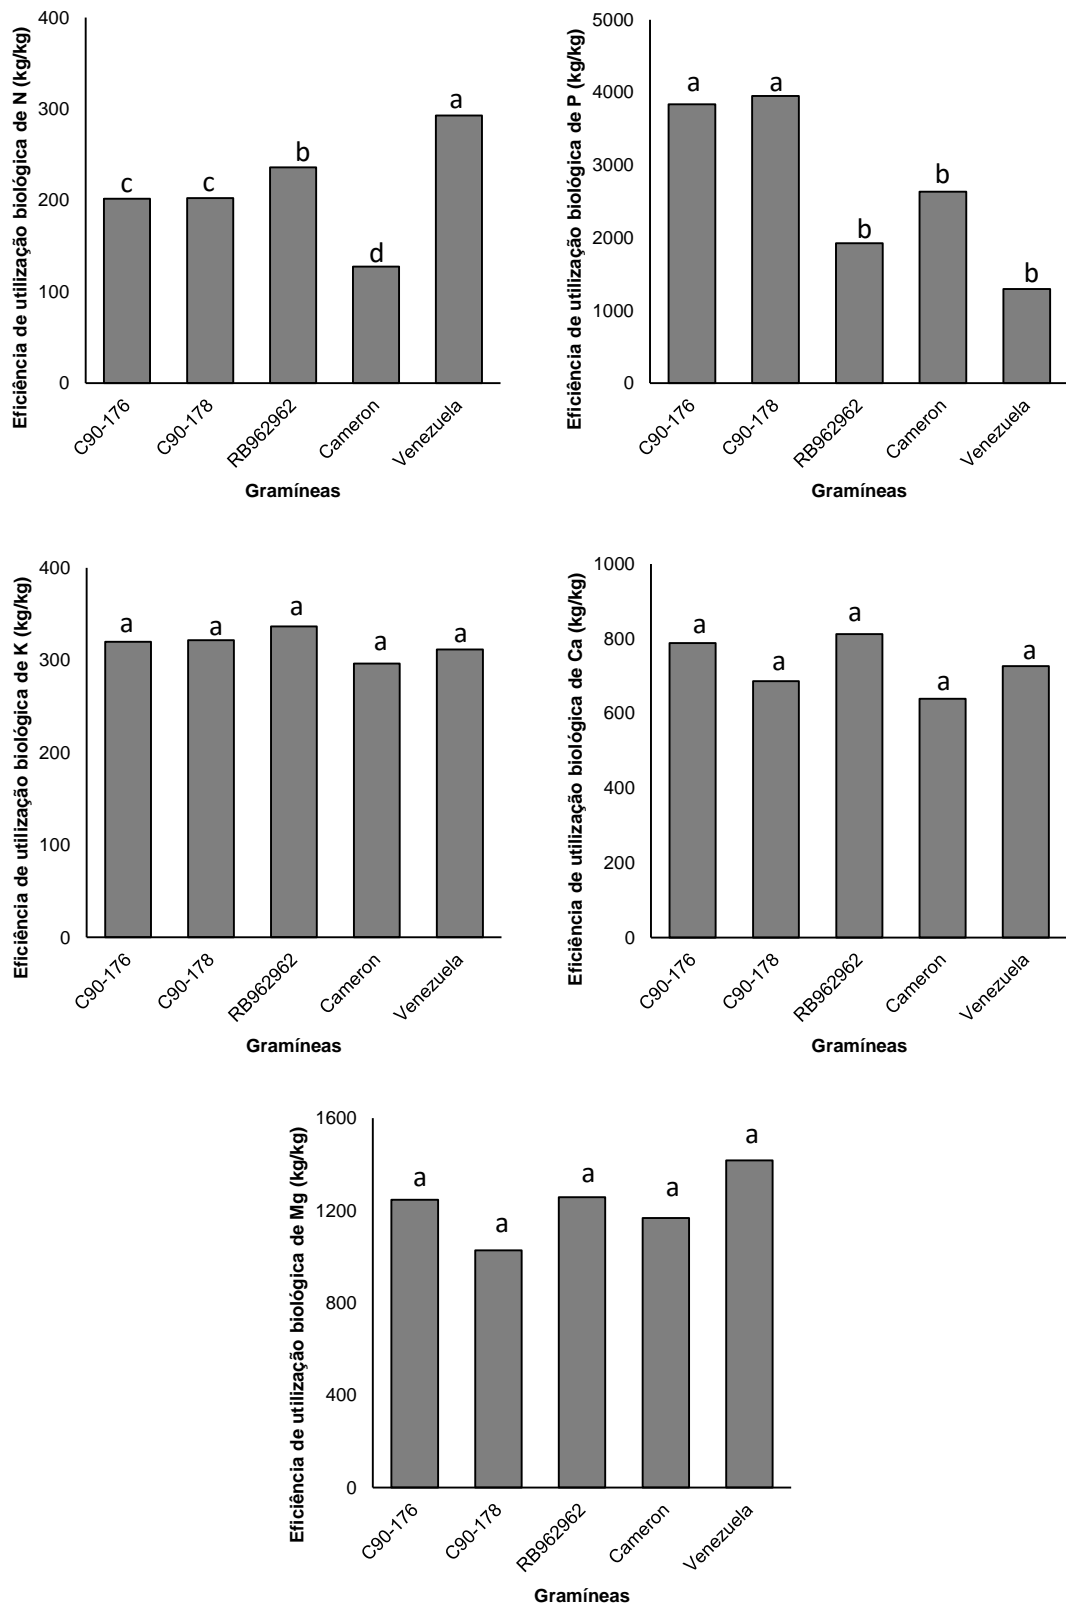 Eficiência de utilização biológica de N (kg/kg)
400
300
200
100
0
c
c
b
d
a
C90-176
C90-178
RB962962
Cameron
Venezuela
Gramíneas
Eficiência de utilização biológica de P (kg/kg)
5000
4000
3000
2000
1000
0
a
a
b
b
b
C90-176
C90-178
RB962962
Cameron
Venezuela
Gramíneas
Eficiência de utilização biológica de K (kg/kg)
400
300
200
100
0
a
a
a
a
a
C90-176
C90-178
RB962962
Cameron
Venezuela
Gramíneas
Eficiência de utilização biológica de Ca (kg/kg)
1000
800
600
400
200
0
a
a
a
a
a
C90-176
C90-178
RB962962
Cameron
Venezuela
Gramíneas
Eficiência de utilização biológica de Mg (kg/kg)
1600
1200
800
400
0
a
a
a
a
a
C90-176
C90-178
RB962962
Cameron
Venezuela
Gramíneas